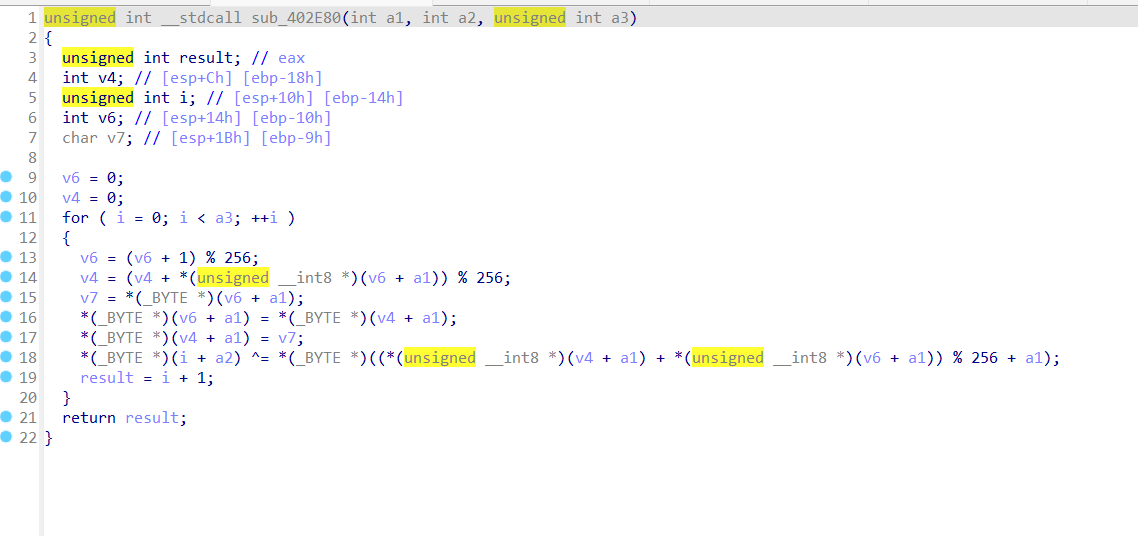 1 unsigned int __stdcall sub_402E80(int a1, int a2, unsigned int a3)
2 {
3 unsigned int result; // eax
4 int v4; // [esp+Ch] [ebp-18h]
5 unsigned int i; // [esp+10h] [ebp-14h]
6 int v6; // [esp+14h] [ebp-10h]
7 char v7; // [esp+1Bh] [ebp-9h]
8
9 v6 = 0;
10 v4 = 0;
11 for ( i = 0; i < a3; ++i )
12 {
13 v6 = (v6 + 1) % 256;
14 v4 = (v4 + *(unsigned __int8 *)(v6 + a1)) % 256;
15 v7 = *(_BYTE *)(v6 + a1);
16 *(_BYTE *)(v6 + a1) = *(_BYTE *)(v4 + a1);
17 *(_BYTE *)(v4 + a1) = v7;
18 *(_BYTE *)(i + a2) ^= *(_BYTE *)((*(unsigned __int8 *)(v4 + a1) + *(unsigned __int8 *)(v6 + a1)) % 256 + a1);
19 result = i + 1;
20 }
21 return result;
22 }